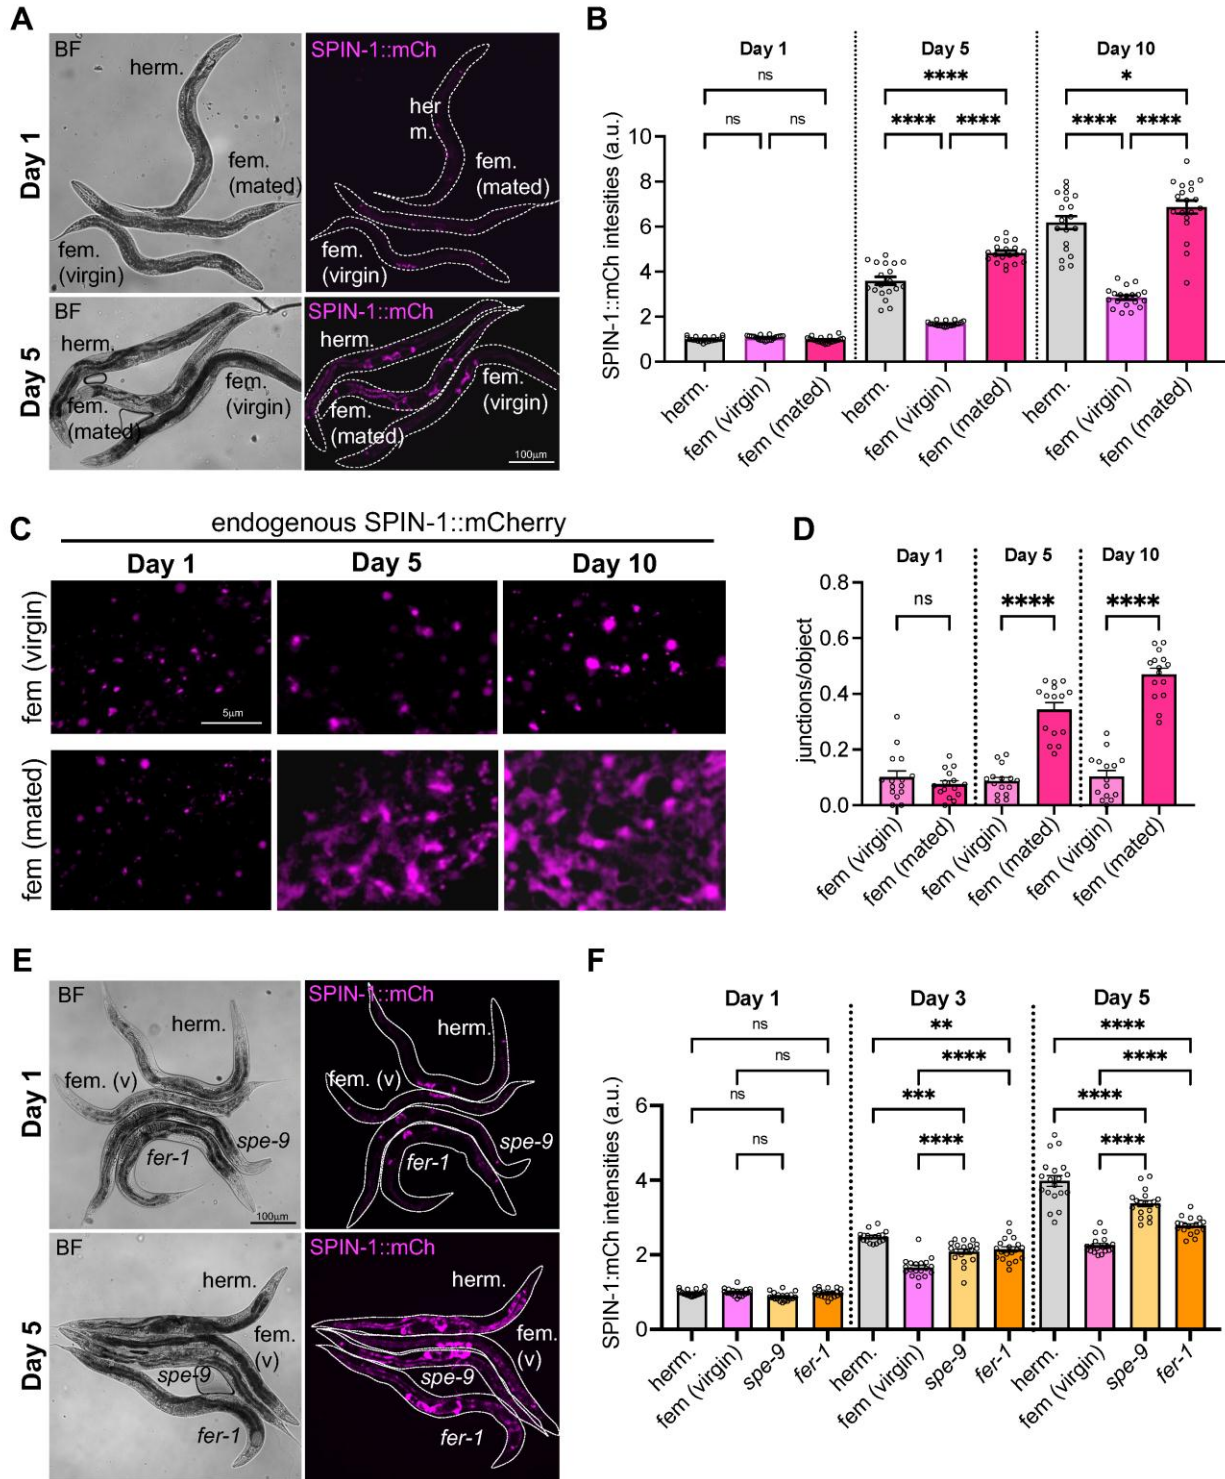 A
BF
SPIN-1::mCh
Day 1
herm.
fem.
(mated)
fem.
(virgin)
her
m.
fem.
(mated)
fem.
(virgin)
BF
SPIN-1::mCh
Day 5
herm.
fem.
(mated)
fem.
(virgin)
herm.
fem.
(mated)
fem.
(virgin)
100μm
B
Day 1
Day 5
Day 10
ns
****
*
ns
ns
****
****
****
****
SPIN-1::mCh intesities (a.u.)
10
8
6
4
2
0
herm.
fem (virgin)
fem (mated)
herm.
fem (virgin)
fem (mated)
herm.
fem (virgin)
fem (mated)
C
endogenous SPIN-1::mCherry
Day 1
Day 5
Day 10
fem (virgin)
5μm
fem (mated)
D
Day 1
Day 5
Day 10
ns
****
****
junctions/object
0.8
0.6
0.4
0.2
0.0
fem (virgin)
fem (mated)
fem (virgin)
fem (mated)
fem (virgin)
fem (mated)
E
BF
SPIN-1::mCh
Day 1
herm.
fem. (v)
spe-9
fer-1
100μm
herm.
fem. (v)
spe-9
fer-1
BF
SPIN-1::mCh
Day 5
herm.
fem.
(v)
spe-9
fer-1
herm.
fem.
(v)
spe-9
fer-1
F
Day 1
Day 3
Day 5
ns
**
****
ns
****
****
ns
***
****
ns
****
****
SPIN-1:mCh intensities (a.u.)
6
4
2
0
herm.
fem (virgin)
spe-9
fer-1
herm.
fem (virgin)
spe-9
fer-1
herm.
fem (virgin)
spe-9
fer-1